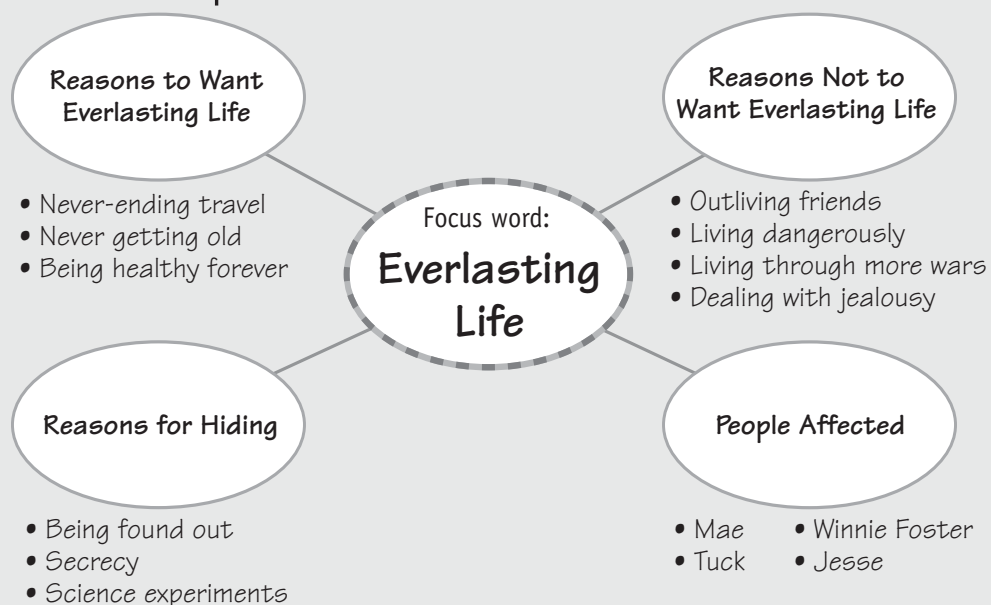 Reasons to Want
Everlasting Life
• Never-ending travel
• Never getting old
• Being healthy forever
Reasons Not to
Want Everlasting Life
• Outliving friends
• Living dangerously
• Living through more wars
• Dealing with jealousy
Focus word:
Everlasting
Life
Reasons for Hiding
• Being found out
• Secrecy
• Science experiments
People Affected
• Mae • Winnie Foster
• Tuck • Jesse